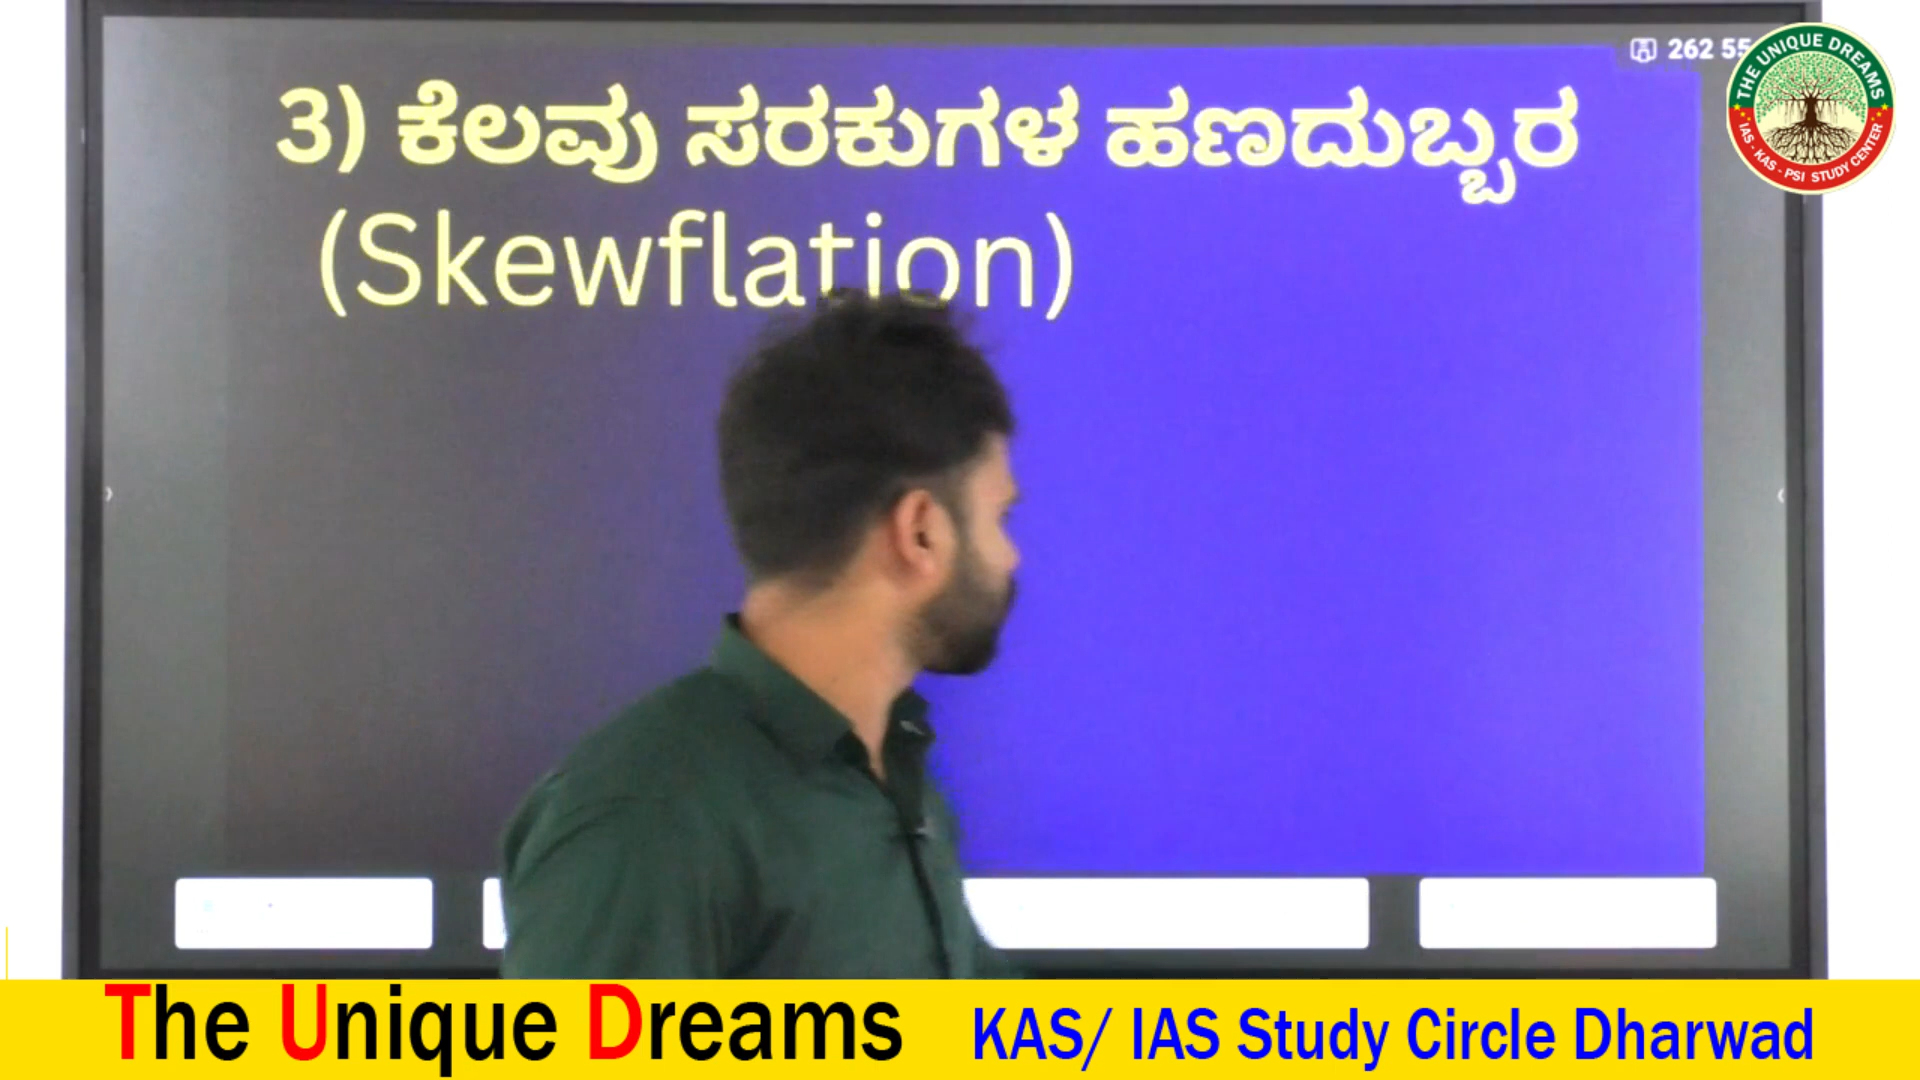 262 55
3) ಕೆಲವು ಸರಕುಗಳ ಹಣದುಬ್ಬರ
(Skewflation)
THE UNIQUE DREAMS
IAS - KAS - PSI STUDY CENTER
The Unique Dreams KAS/ IAS Study Circle Dharwad